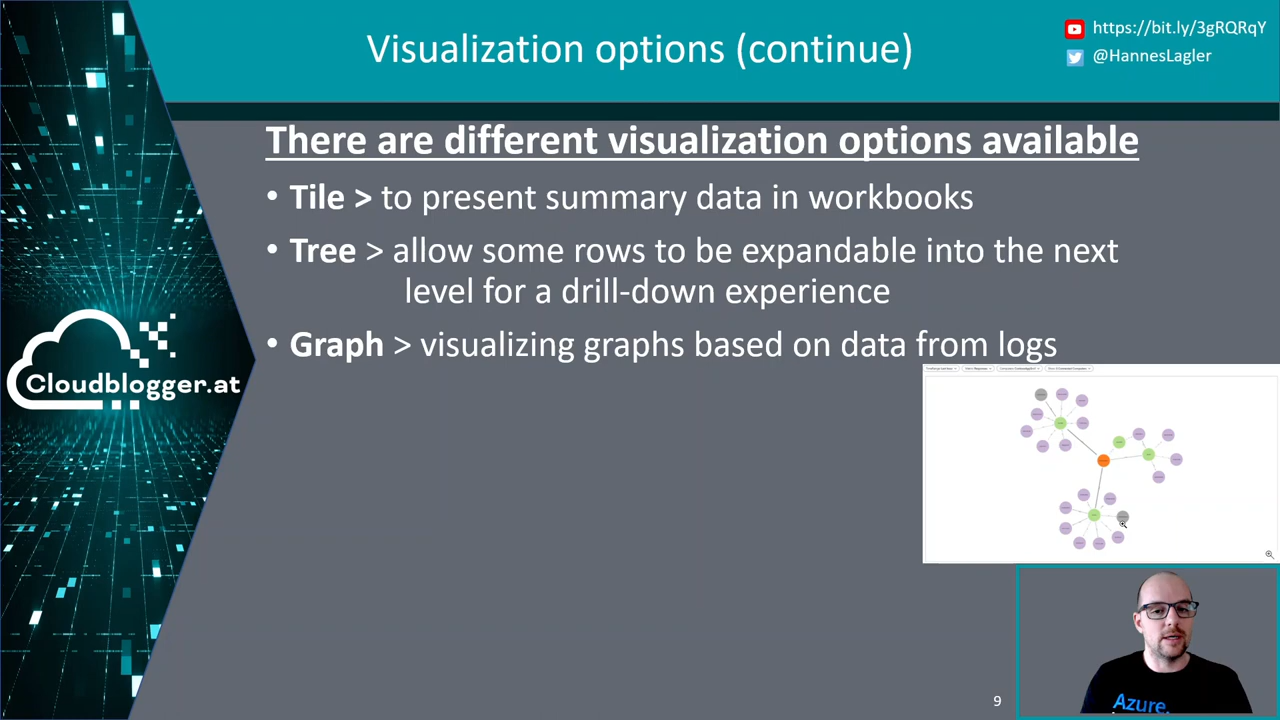 Visualization options (continue)
https://bit.ly/3gRQRqY
@HannesLagler
There are different visualization options available
• Tile > to present summary data in workbooks
• Tree > allow some rows to be expandable into the next
level for a drill-down experience
• Graph > visualizing graphs based on data from logs
Cloudblogger.at
Azure.
9